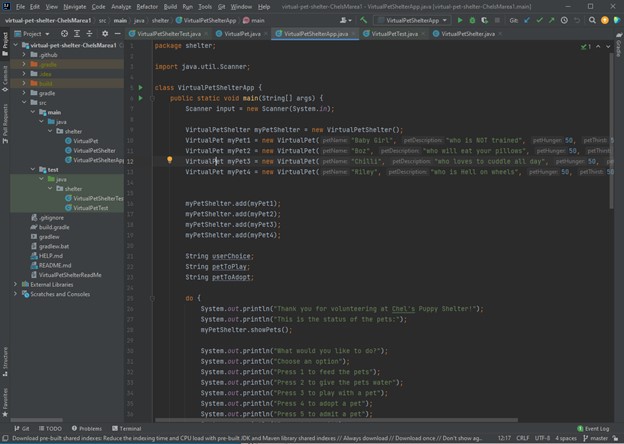 File Edit View Navigate Code Analyze Refactor Build Run Tools Git Window Help virtual-pet-shelter-ChelsMarea1 - VirtualPetShelterApp.java
virtual-pet-shelter-ChelsMarea1 src main java shelter VirtualPetShelterApp main
VirtualPetShelterApp
Git:
Project
VirtualPetShelterTest.java
VirtualPet.java
VirtualPetShelterApp.java
VirtualPetTest.java
VirtualPetShelter.java
Project
Commit
Pull Requests
Structure
Favorites
Gradle
virtual-pet-shelter-ChelsMarea1
.github
.gradle
.idea
build
gradle
src
main
java
shelter
VirtualPet
VirtualPetShelter
VirtualPetShelterApp
test
java
shelter
VirtualPetShelterTest
VirtualPetTest
.gitignore
build.gradle
gradlew
gradlew.bat
HELP.md
README.md
VirtualPetShelterReadMe
External Libraries
Scratches and Consoles
1
package shelter;
import java.util.Scanner;
class VirtualPetShelterApp {
public static void main(String[] args) {
Scanner input = new Scanner(System.in);
VirtualPetShelter myPetShelter = new VirtualPetShelter();
VirtualPet myPet1 = new VirtualPet( petName: "Baby Girl", petDescription: "who is NOT trained", petHunger: 50, petThirst: 5
VirtualPet myPet2 = new VirtualPet( petName: "Boz", petDescription: "who will eat your pillows", petHunger: 50, petThirst:
VirtualPet myPet3 = new VirtualPet( petName: "Chilli", petDescription: "who loves to cuddle all day", petHunger: 50,
VirtualPet myPet4 = new VirtualPet( petName: "Riley", petDescription: "who is Hell on wheels", petHunger: 50, petThirst: 50
myPetShelter.add(myPet1);
myPetShelter.add(myPet2);
myPetShelter.add(myPet3);
myPetShelter.add(myPet4);
String userChoice;
String petToPlay;
String petToAdopt;
do {
System.out.println("Thank you for volunteering at Chel's Puppy Shelter!");
System.out.println("This is the status of the pets:");
myPetShelter.showPets();
System.out.println("What would you like to do?");
System.out.println("Choose an option");
System.out.println("Press 1 to feed the pets");
System.out.println("Press 2 to give the pets water");
System.out.println("Press 3 to play with a pet");
System.out.println("Press 4 to adopt a pet");
System.out.println("Press 5 to admit a pet");
Git TODO Problems Terminal Event Log
Download pre-built shared indexes: Reduce the indexing time and CPU load with pre-built JDK and Maven library shared indexes // Always download // Download once // Don't show ag... 12:17 CRLF UTF-8 4 spaces master